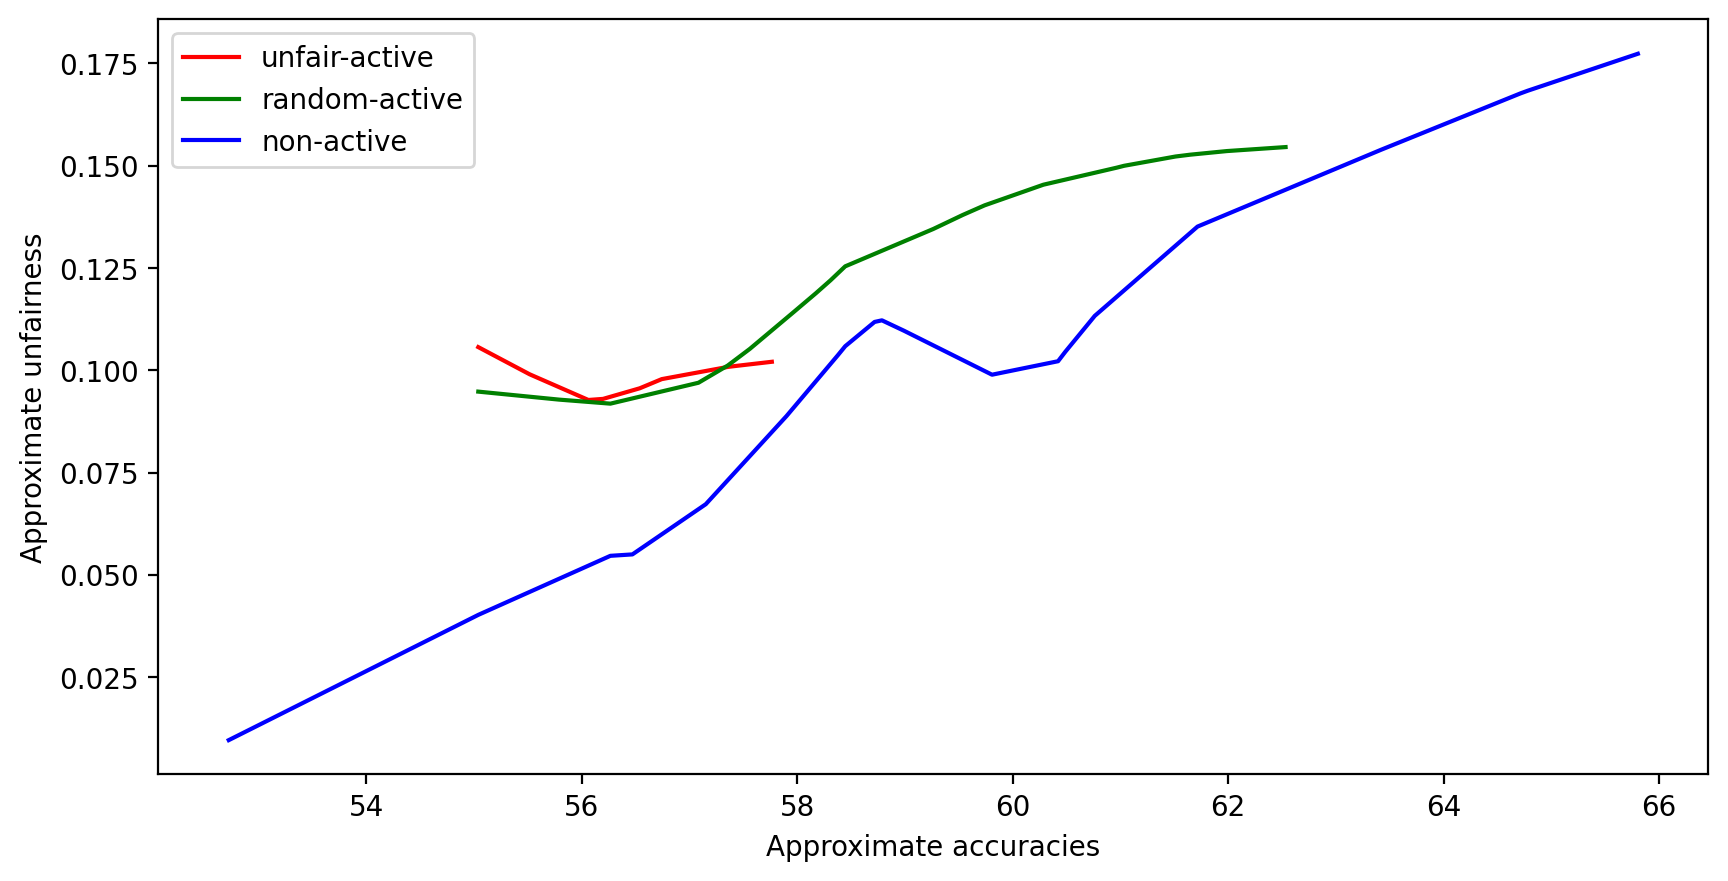 unfair-active
random-active
non-active
0.175
0.150
0.125
0.100
0.075
0.050
0.025
Approximate unfairness
54 56 58 60 62 64 66
Approximate accuracies